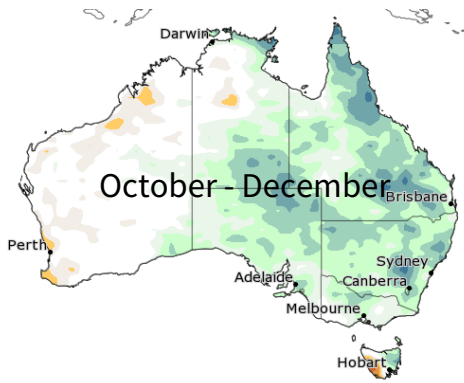 Darwin
October - December
Brisbane
Perth
Sydney
Adelaide
Canberra
Melbourne
Hobart